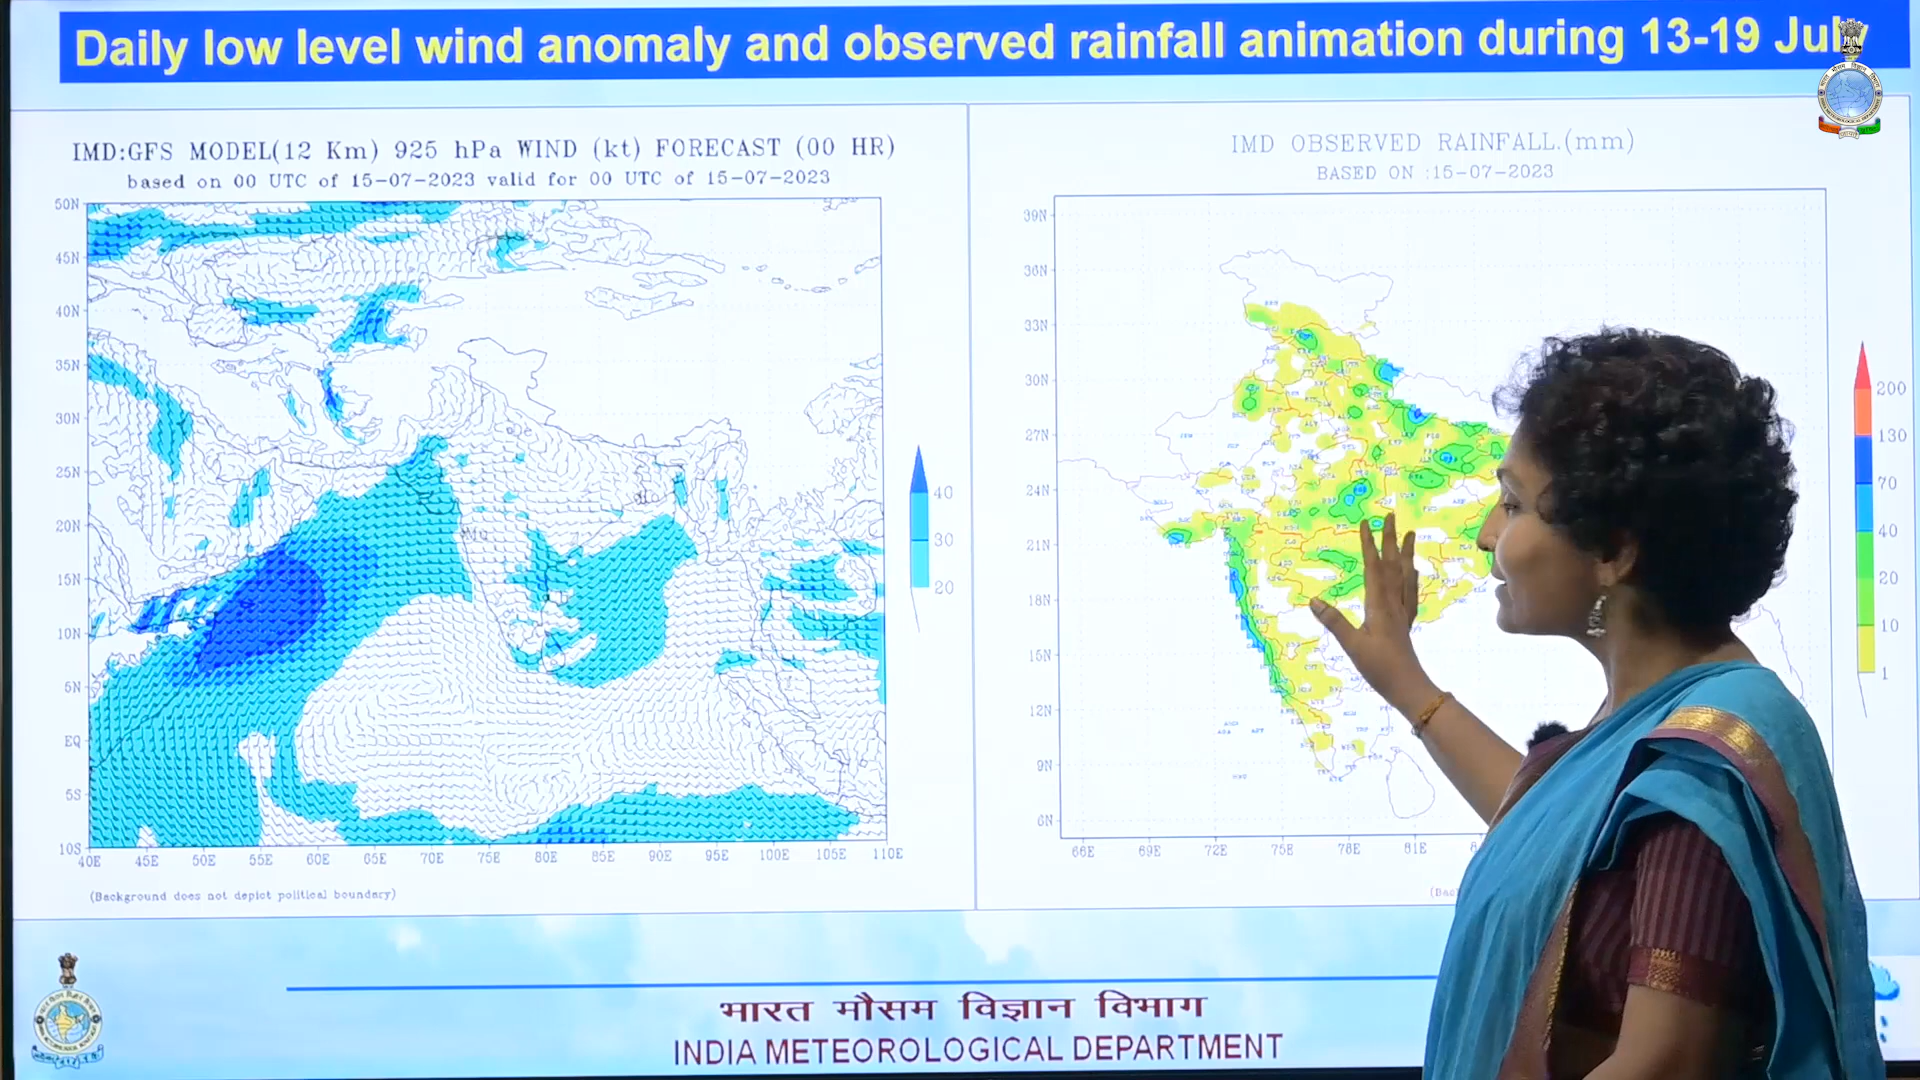 Daily low level wind anomaly and observed rainfall animation during 13-19 July
IMD:GFS MODEL(12 Km) 925 hPa WIND (kt) FORECAST (00 HR)
based on 00 UTC of 15-07-2023 valid for 00 UTC of 15-07-2023
50N
45N
40N
35N
30N
25N
20N
15N
10N
5N
EQ
5S
10S
40E 45E 50E 55E 60E 65E 70E 75E 80E 85E 90E 95E 100E 105E 110E
40
30
20
(Background does not depict political boundary)
IMD OBSERVED RAINFALL.(mm)
BASED ON :15-07-2023
39N
36N
33N
30N
27N
24N
21N
18N
15N
12N
9N
6N
66E 69E 72E 75E 78E 81E
200
130
70
40
20
10
1
भारत मौसम विज्ञान विभाग
INDIA METEOROLOGICAL DEPARTMENT